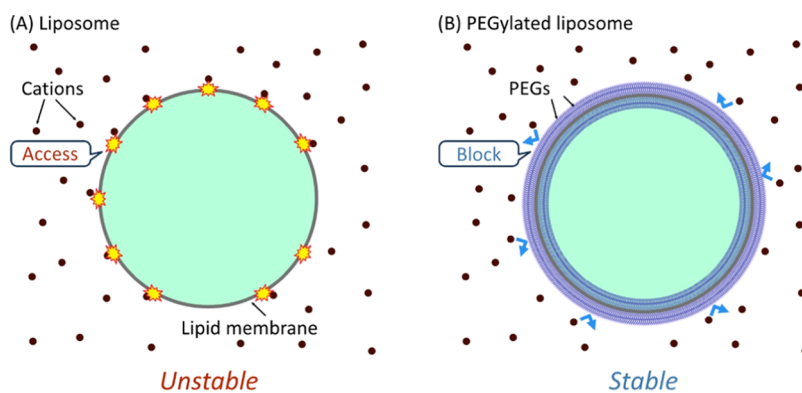 (A) Liposome
Cations
Access
Lipid membrane
Unstable
(B) PEGylated liposome
PEGs
Block
Stable